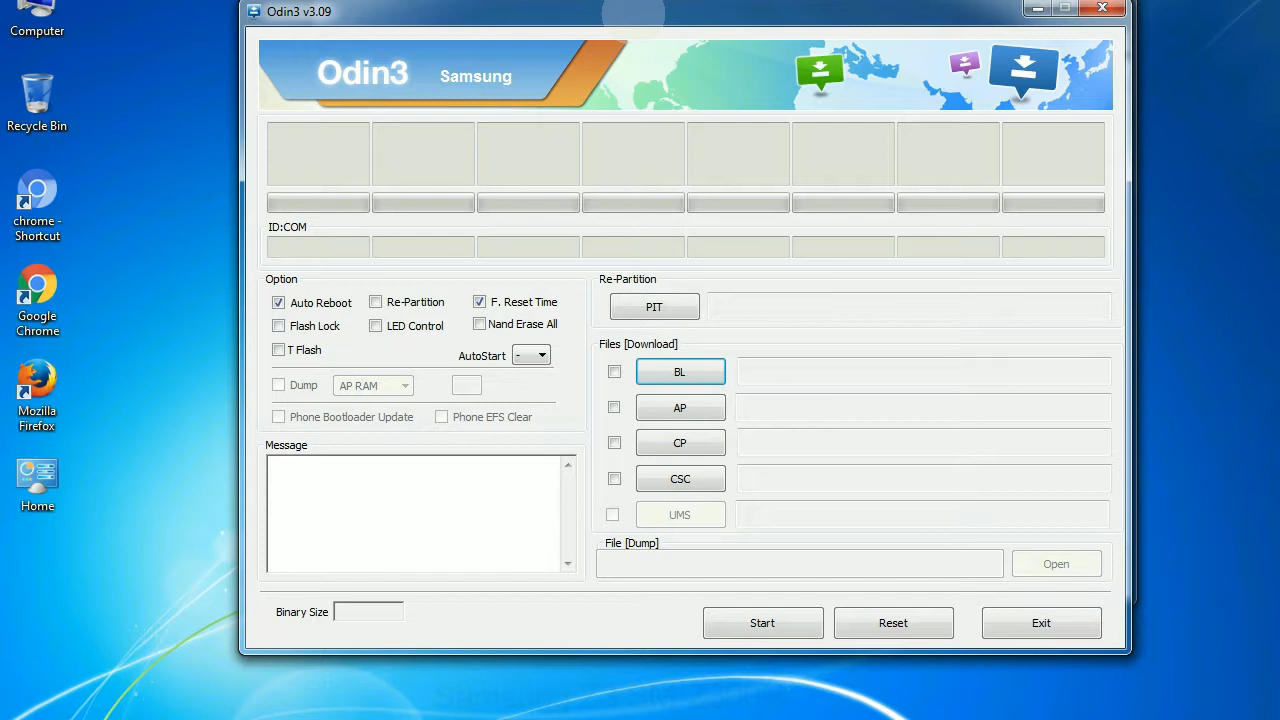 Computer
Recycle Bin
chrome -
Shortcut
Google
Chrome
Mozilla
Firefox
Home
Odin3 v3.09
Odin3 Samsung
ID:COM
Option
Auto Reboot Re-Partition F. Reset Time
Flash Lock LED Control Nand Erase All
T Flash AutoStart -
Dump AP RAM
Phone Bootloader Update Phone EFS Clear
Message
Re-Partition
PIT
Files [Download]
BL
AP
CP
CSC
UMS
File [Dump]
Open
Binary Size
Start Reset Exit